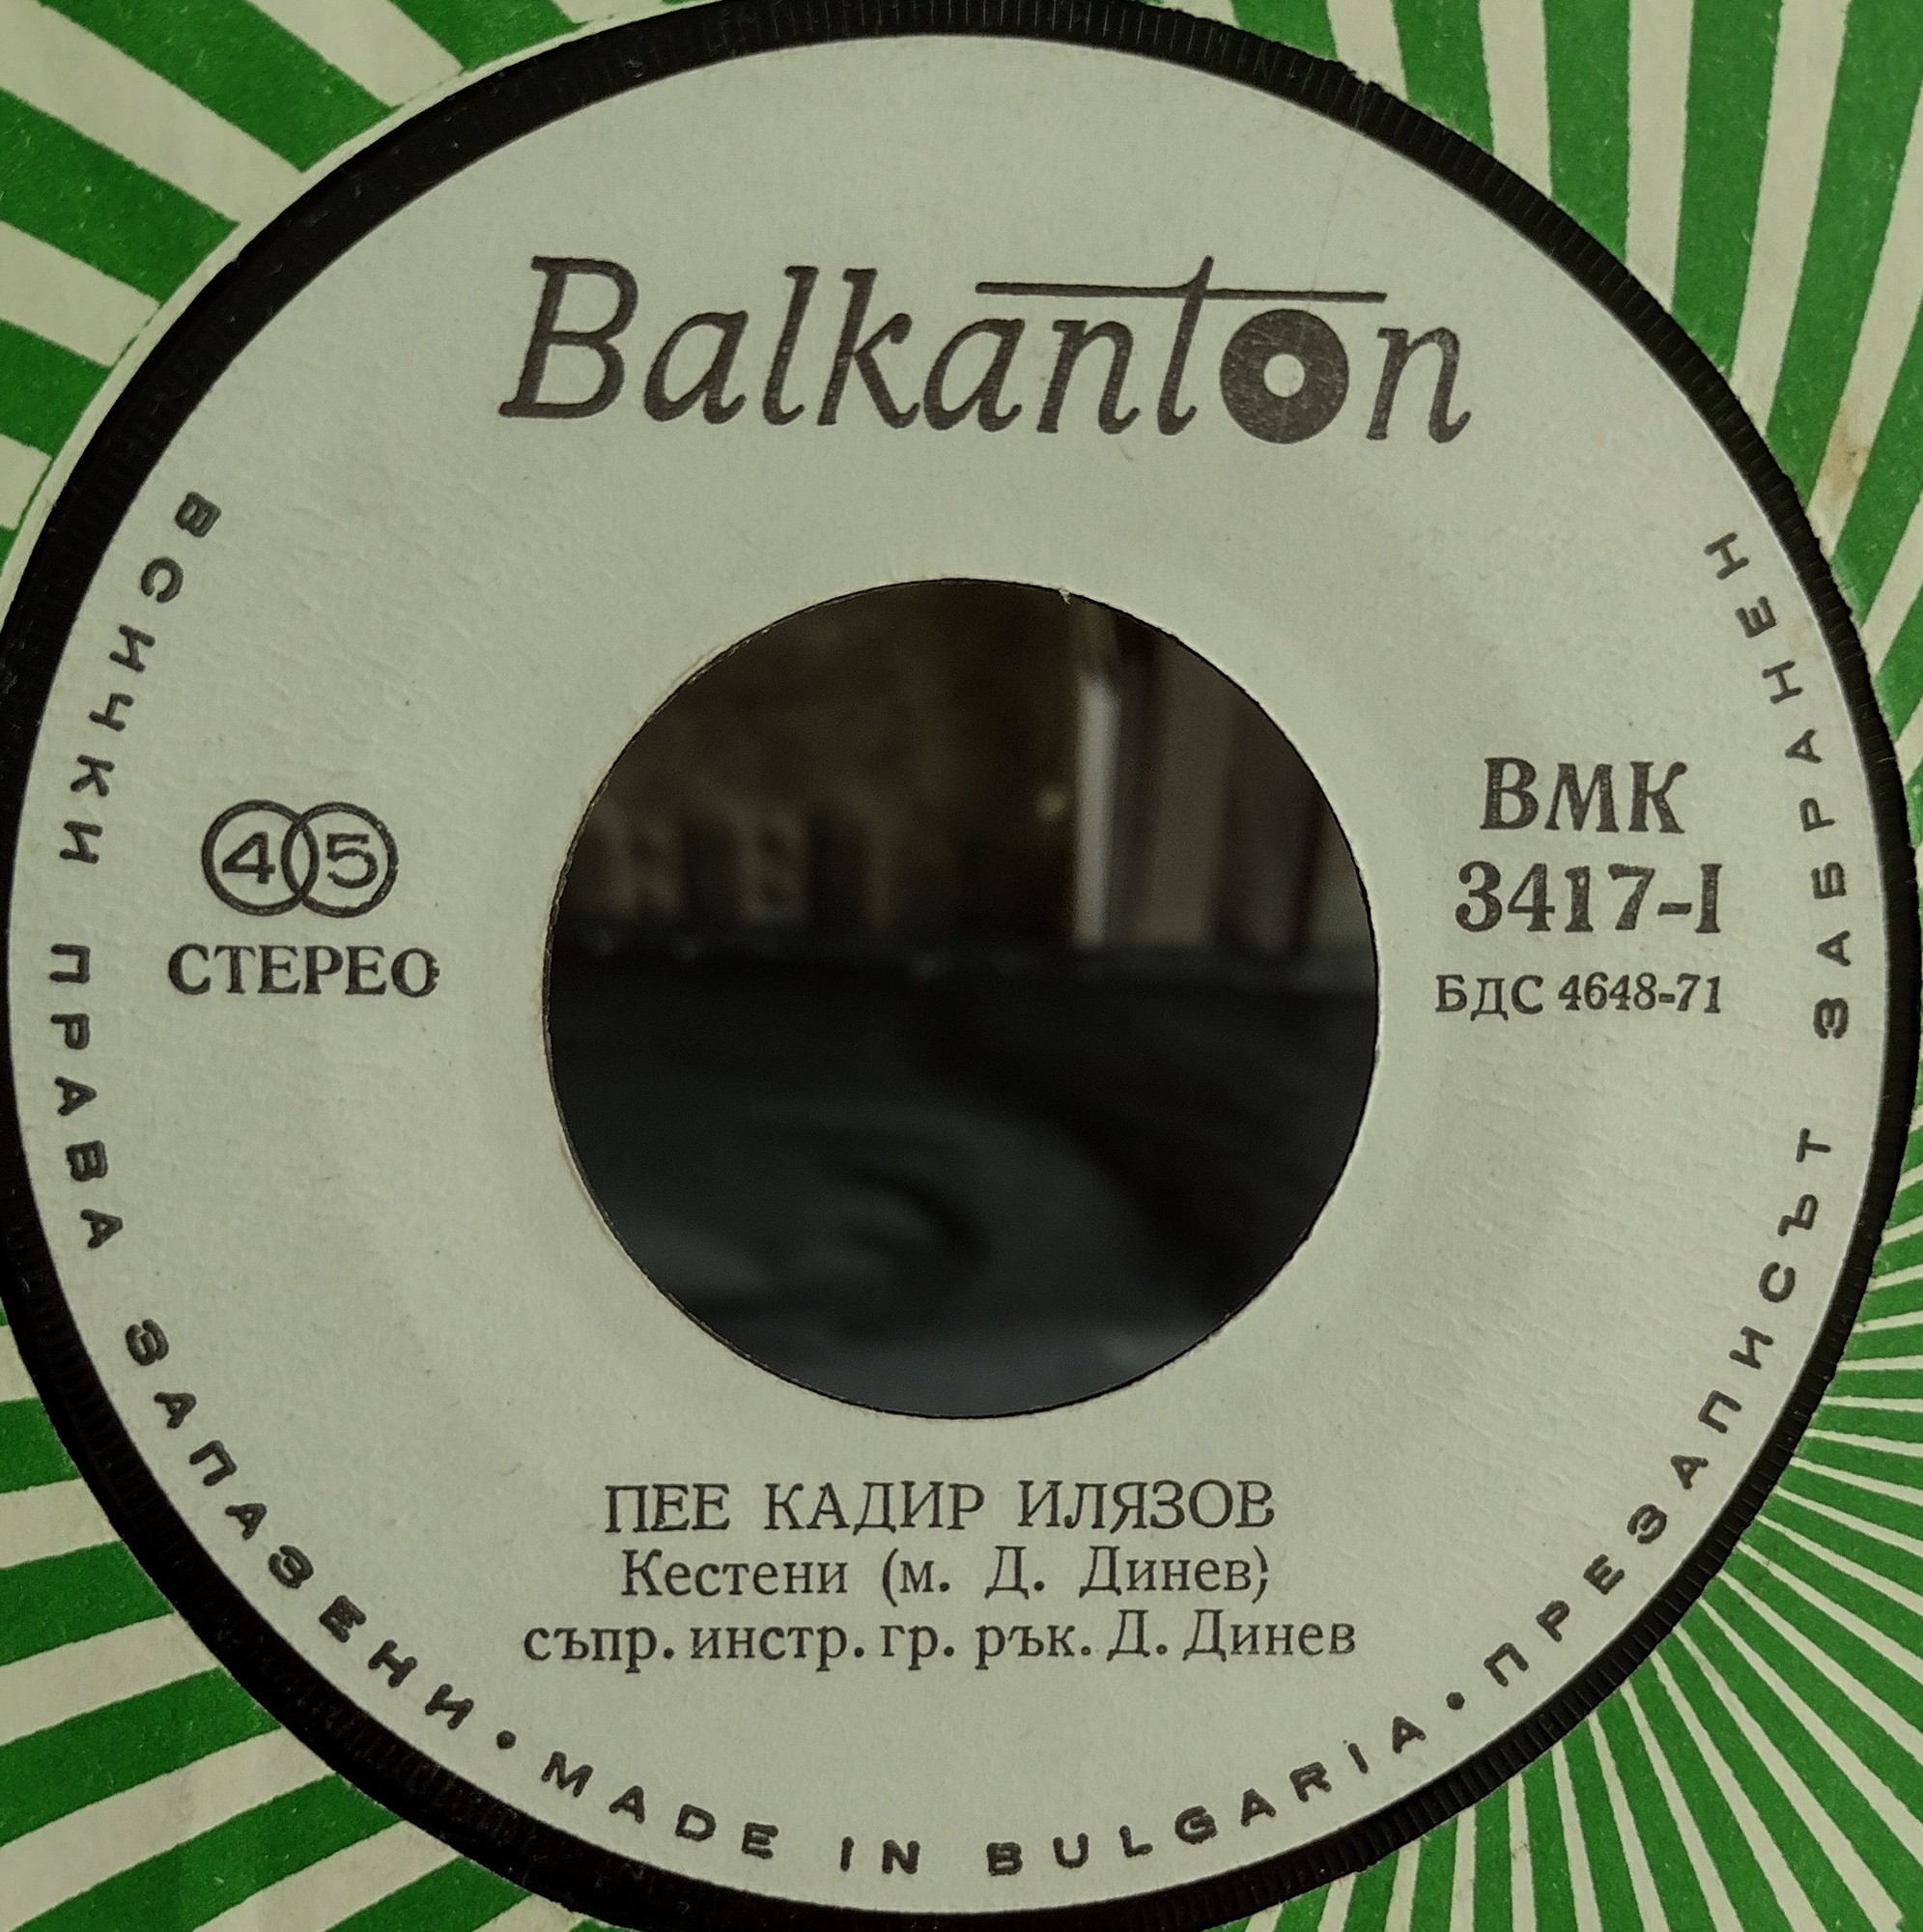 Balkanton
45
СТЕРЕО
ВМК
3417-I
БДС 4648-71
ПЕЕ КАДИР ИЛЯЗОВ
Кестени (м. Д. Динев);
съпр. инстр. гр. рък. Д. Динев
ВСИЧКИ ПРАВА ЗАПАЗЕНИ • MADE IN BULGARIA • ПРЕЗАПИСЪТ ЗАБРАНЕН